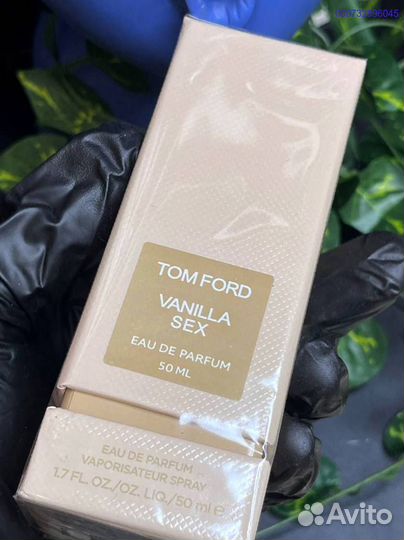 TOM FORD
VANILLA
SEX
EAU DE PARFUM
50 ML
EAU DE PARFUM
VAPORISATEUR SPRAY
1.7 FL. OZ./OZ. LIQ./50 ml ℮
Avito